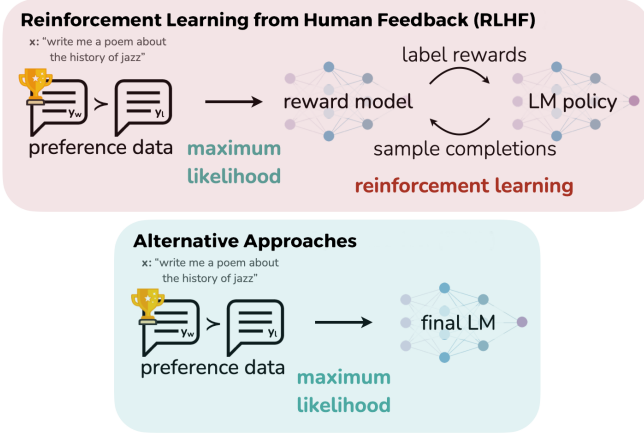 Reinforcement Learning from Human Feedback (RLHF)
x: "write me a poem about
the history of jazz"
label rewards
yw
≻
yl
reward model
LM policy
preference data
maximum
likelihood
sample completions
reinforcement learning
Alternative Approaches
x: "write me a poem about
the history of jazz"
yw
≻
yl
final LM
preference data
maximum
likelihood